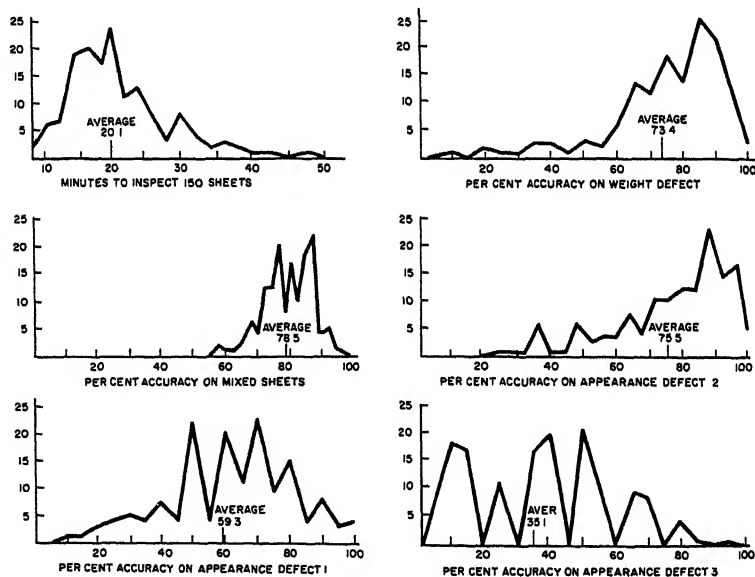 25
20
15
10
5
AVERAGE
20 1
10 20 30 40 50
MINUTES TO INSPECT 150 SHEETS
25
20
15
10
5
AVERAGE
73 4
20 40 60 80 100
PER CENT ACCURACY ON WEIGHT DEFECT
25
20
15
10
5
AVERAGE
78 5
20 40 60 80 100
PER CENT ACCURACY ON MIXED SHEETS
25
20
15
10
5
AVERAGE
75 5
20 40 60 80 100
PER CENT ACCURACY ON APPEARANCE DEFECT 2
25
20
15
10
5
AVERAGE
59 3
20 40 60 80 100
PER CENT ACCURACY ON APPEARANCE DEFECT 1
25
20
15
10
5
AVER
35 1
20 40 60 80 100
PER CENT ACCURACY ON APPEARANCE DEFECT 3